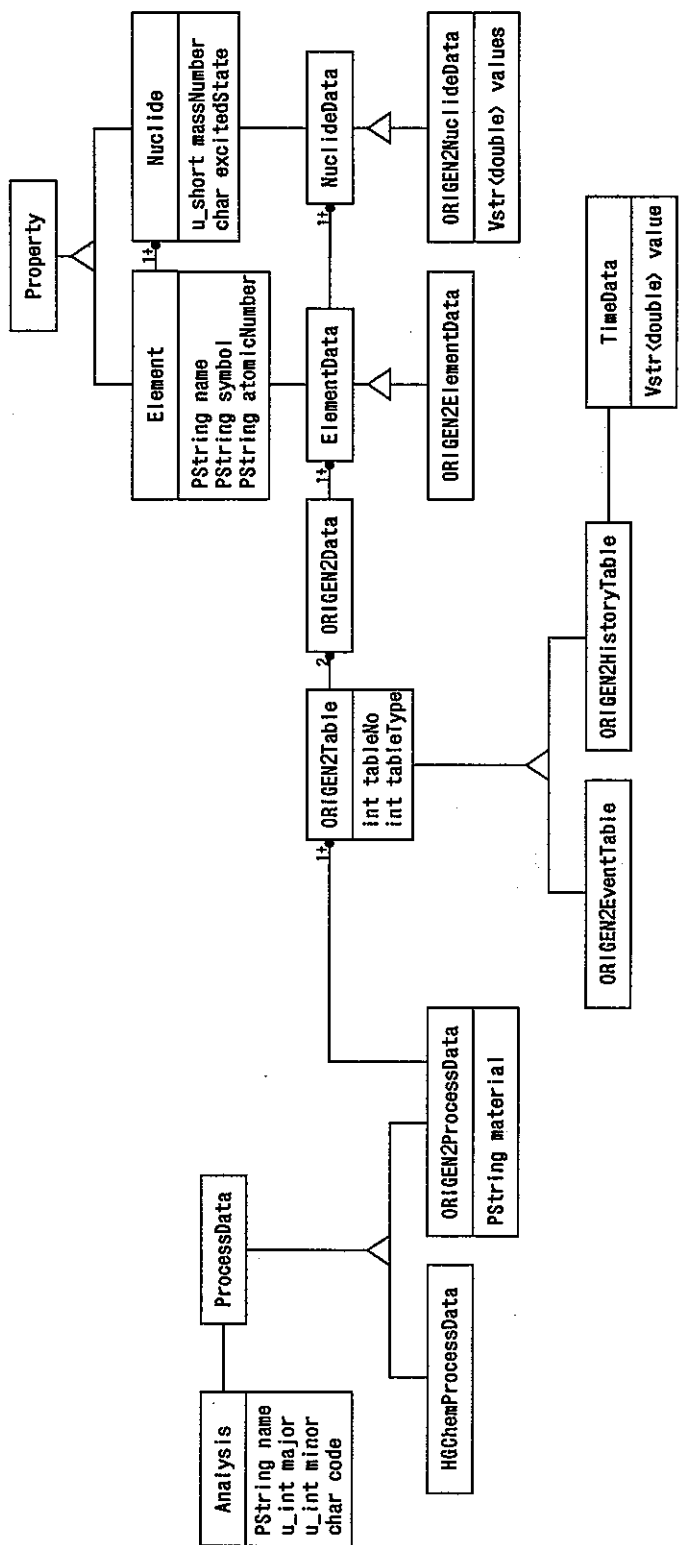 Property
Element
PString name
PString symbol
PString atomicNumber
1+
Nuclide
u_short massNumber
char excitedState
Analysis
PString name
u_int major
u_int minor
char code
ProcessData
HGChemProcessData
ORIGEN2ProcessData
PString material
1+
ORIGEN2Table
int tableNo
int tableType
2
ORIGEN2Data
1+
ElementData
1+
NuclideData
ORIGEN2ElementData
ORIGEN2NuclideData
Vstr<double> values
ORIGEN2EventTable
ORIGEN2HistoryTable
TimeData
Vstr<double> value